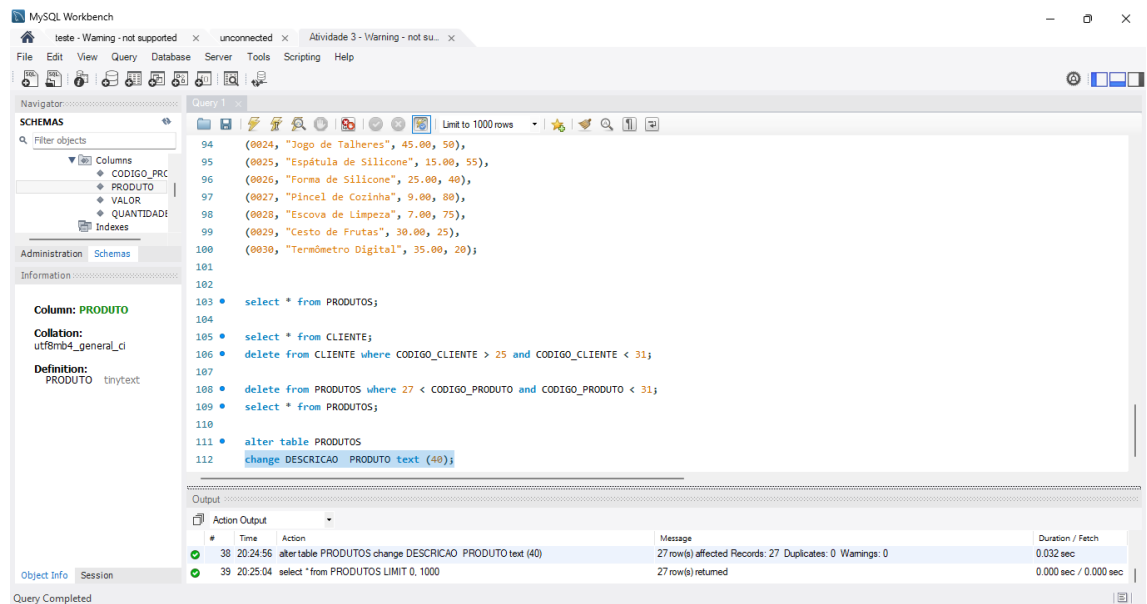 MySQL Workbench
teste - Warning - not supported × unconnected × Atividade 3 - Warning - not su... ×
File Edit View Query Database Server Tools Scripting Help
Navigator
Query 1 ×
SCHEMAS
Limit to 1000 rows
Filter objects
Columns
CODIGO_PRO
PRODUTO
VALOR
QUANTIDADE
Indexes
Administration Schemas
Information
Column: PRODUTO
Collation:
utf8mb4_general_ci
Definition:
PRODUTO tinytext
94 (0024, "Jogo de Talheres", 45.00, 50),
95 (0025, "Espátula de Silicone", 15.00, 55),
96 (0026, "Forma de Silicone", 25.00, 40),
97 (0027, "Pincel de Cozinha", 9.00, 80),
98 (0028, "Escova de Limpeza", 7.00, 75),
99 (0029, "Cesto de Frutas", 30.00, 25),
100 (0030, "Termômetro Digital", 35.00, 20);
101
102
103 select * from PRODUTOS;
104
105 select * from CLIENTE;
106 delete from CLIENTE where CODIGO_CLIENTE > 25 and CODIGO_CLIENTE < 31;
107
108 delete from PRODUTOS where 27 < CODIGO_PRODUTO and CODIGO_PRODUTO < 31;
109 select * from PRODUTOS;
110
111 alter table PRODUTOS
112 change DESCRICAO PRODUTO text (40);
Output
Action Output
# Time Action Message Duration / Fetch
38 20:24:56 alter table PRODUTOS change DESCRICAO PRODUTO text (40) 27 row(s) affected Records: 27 Duplicates: 0 Warnings: 0 0.032 sec
39 20:25:04 select * from PRODUTOS LIMIT 0, 1000 27 row(s) returned 0.000 sec / 0.000 sec
Object Info Session
Query Completed